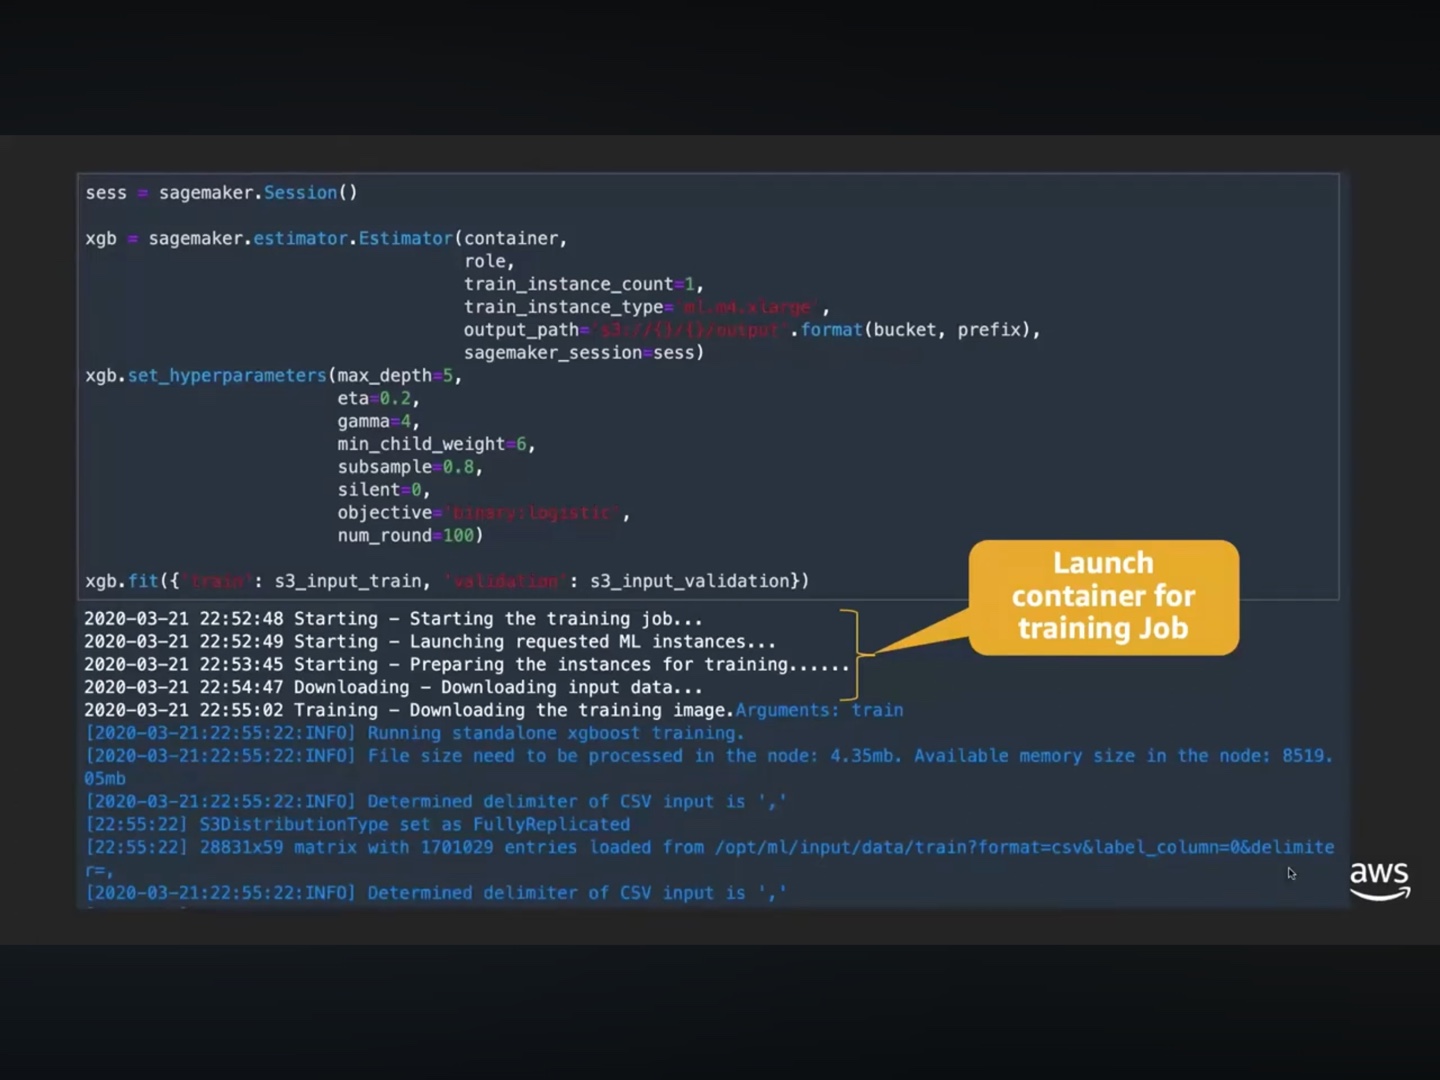 sess = sagemaker.Session()
xgb = sagemaker.estimator.Estimator(container,
role,
train_instance_count=1,
train_instance_type='ml.m4.xlarge',
output_path='s3://{}/{}/output'.format(bucket, prefix),
sagemaker_session=sess)
xgb.set_hyperparameters(max_depth=5,
eta=0.2,
gamma=4,
min_child_weight=6,
subsample=0.8,
silent=0,
objective='binary:logistic',
num_round=100)
xgb.fit({'train': s3_input_train, 'validation': s3_input_validation})
Launch
container for
training Job
2020-03-21 22:52:48 Starting - Starting the training job...
2020-03-21 22:52:49 Starting - Launching requested ML instances...
2020-03-21 22:53:45 Starting - Preparing the instances for training......
2020-03-21 22:54:47 Downloading - Downloading input data...
2020-03-21 22:55:02 Training - Downloading the training image.Arguments: train
[2020-03-21:22:55:22:INFO] Running standalone xgboost training.
[2020-03-21:22:55:22:INFO] File size need to be processed in the node: 4.35mb. Available memory size in the node: 8519.
05mb
[2020-03-21:22:55:22:INFO] Determined delimiter of CSV input is ','
[22:55:22] S3DistributionType set as FullyReplicated
[22:55:22] 28831x59 matrix with 1701029 entries loaded from /opt/ml/input/data/train?format=csv&label_column=0&delimite
r=,
[2020-03-21:22:55:22:INFO] Determined delimiter of CSV input is ','
aws